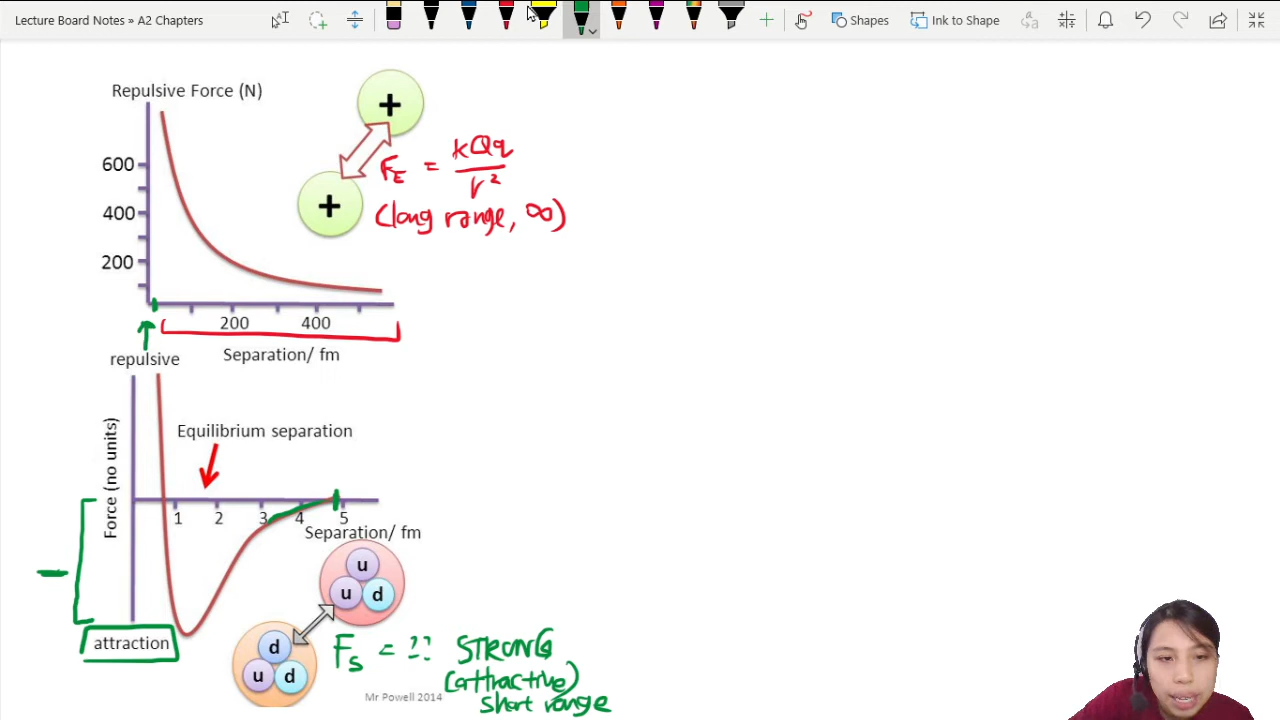 Lecture Board Notes » A2 Chapters
Shapes
Ink to Shape
Repulsive Force (N)
600
400
200
200 400
Separation/ fm
+
+
F_E = kQq / r²
(long range, ∞)
repulsive
Force (no units)
Equilibrium separation
1 2 3 4 5
Separation/ fm
attraction
u
u d
d
u d
F_S = ?? STRONG
(attractive)
short range
Mr Powell 2014